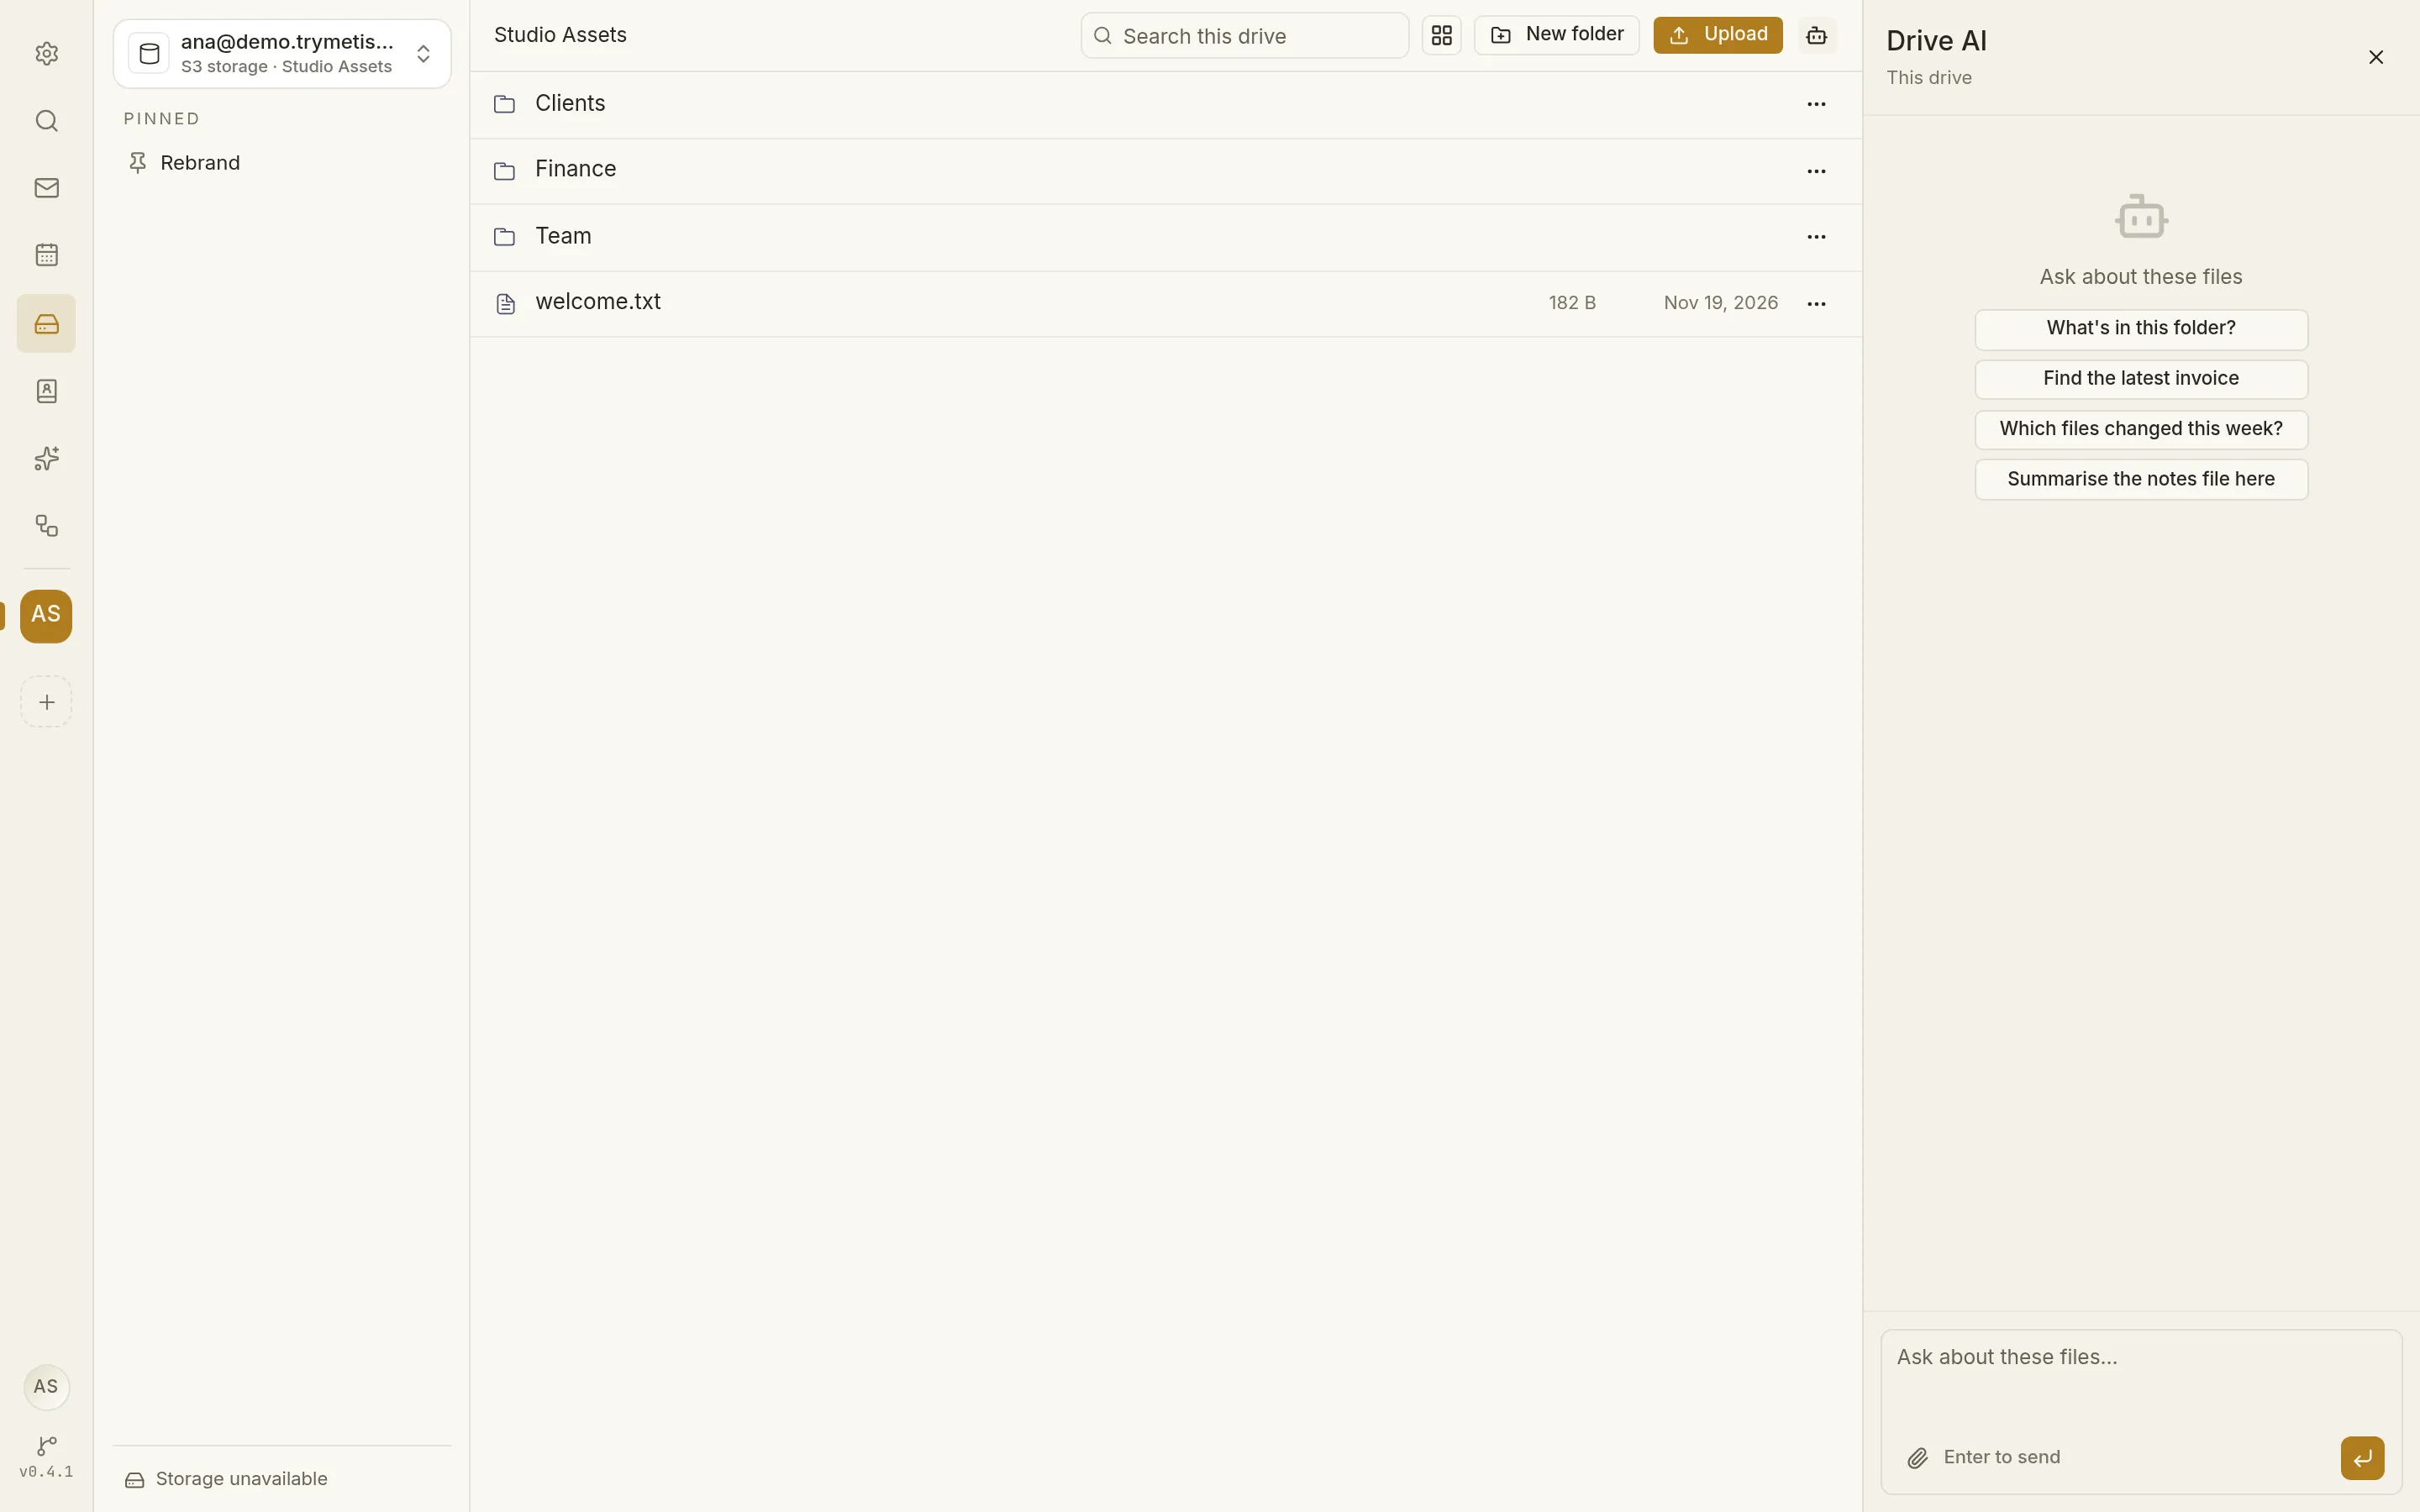 ana@demo.trymetis...
S3 storage · Studio Assets
PINNED
Rebrand
AS
AS
v0.4.1
Storage unavailable
Studio Assets
Search this drive
New folder
Upload
Clients
Finance
Team
welcome.txt
182 B
Nov 19, 2026
Drive AI
This drive
Ask about these files
What's in this folder?
Find the latest invoice
Which files changed this week?
Summarise the notes file here
Ask about these files...
Enter to send